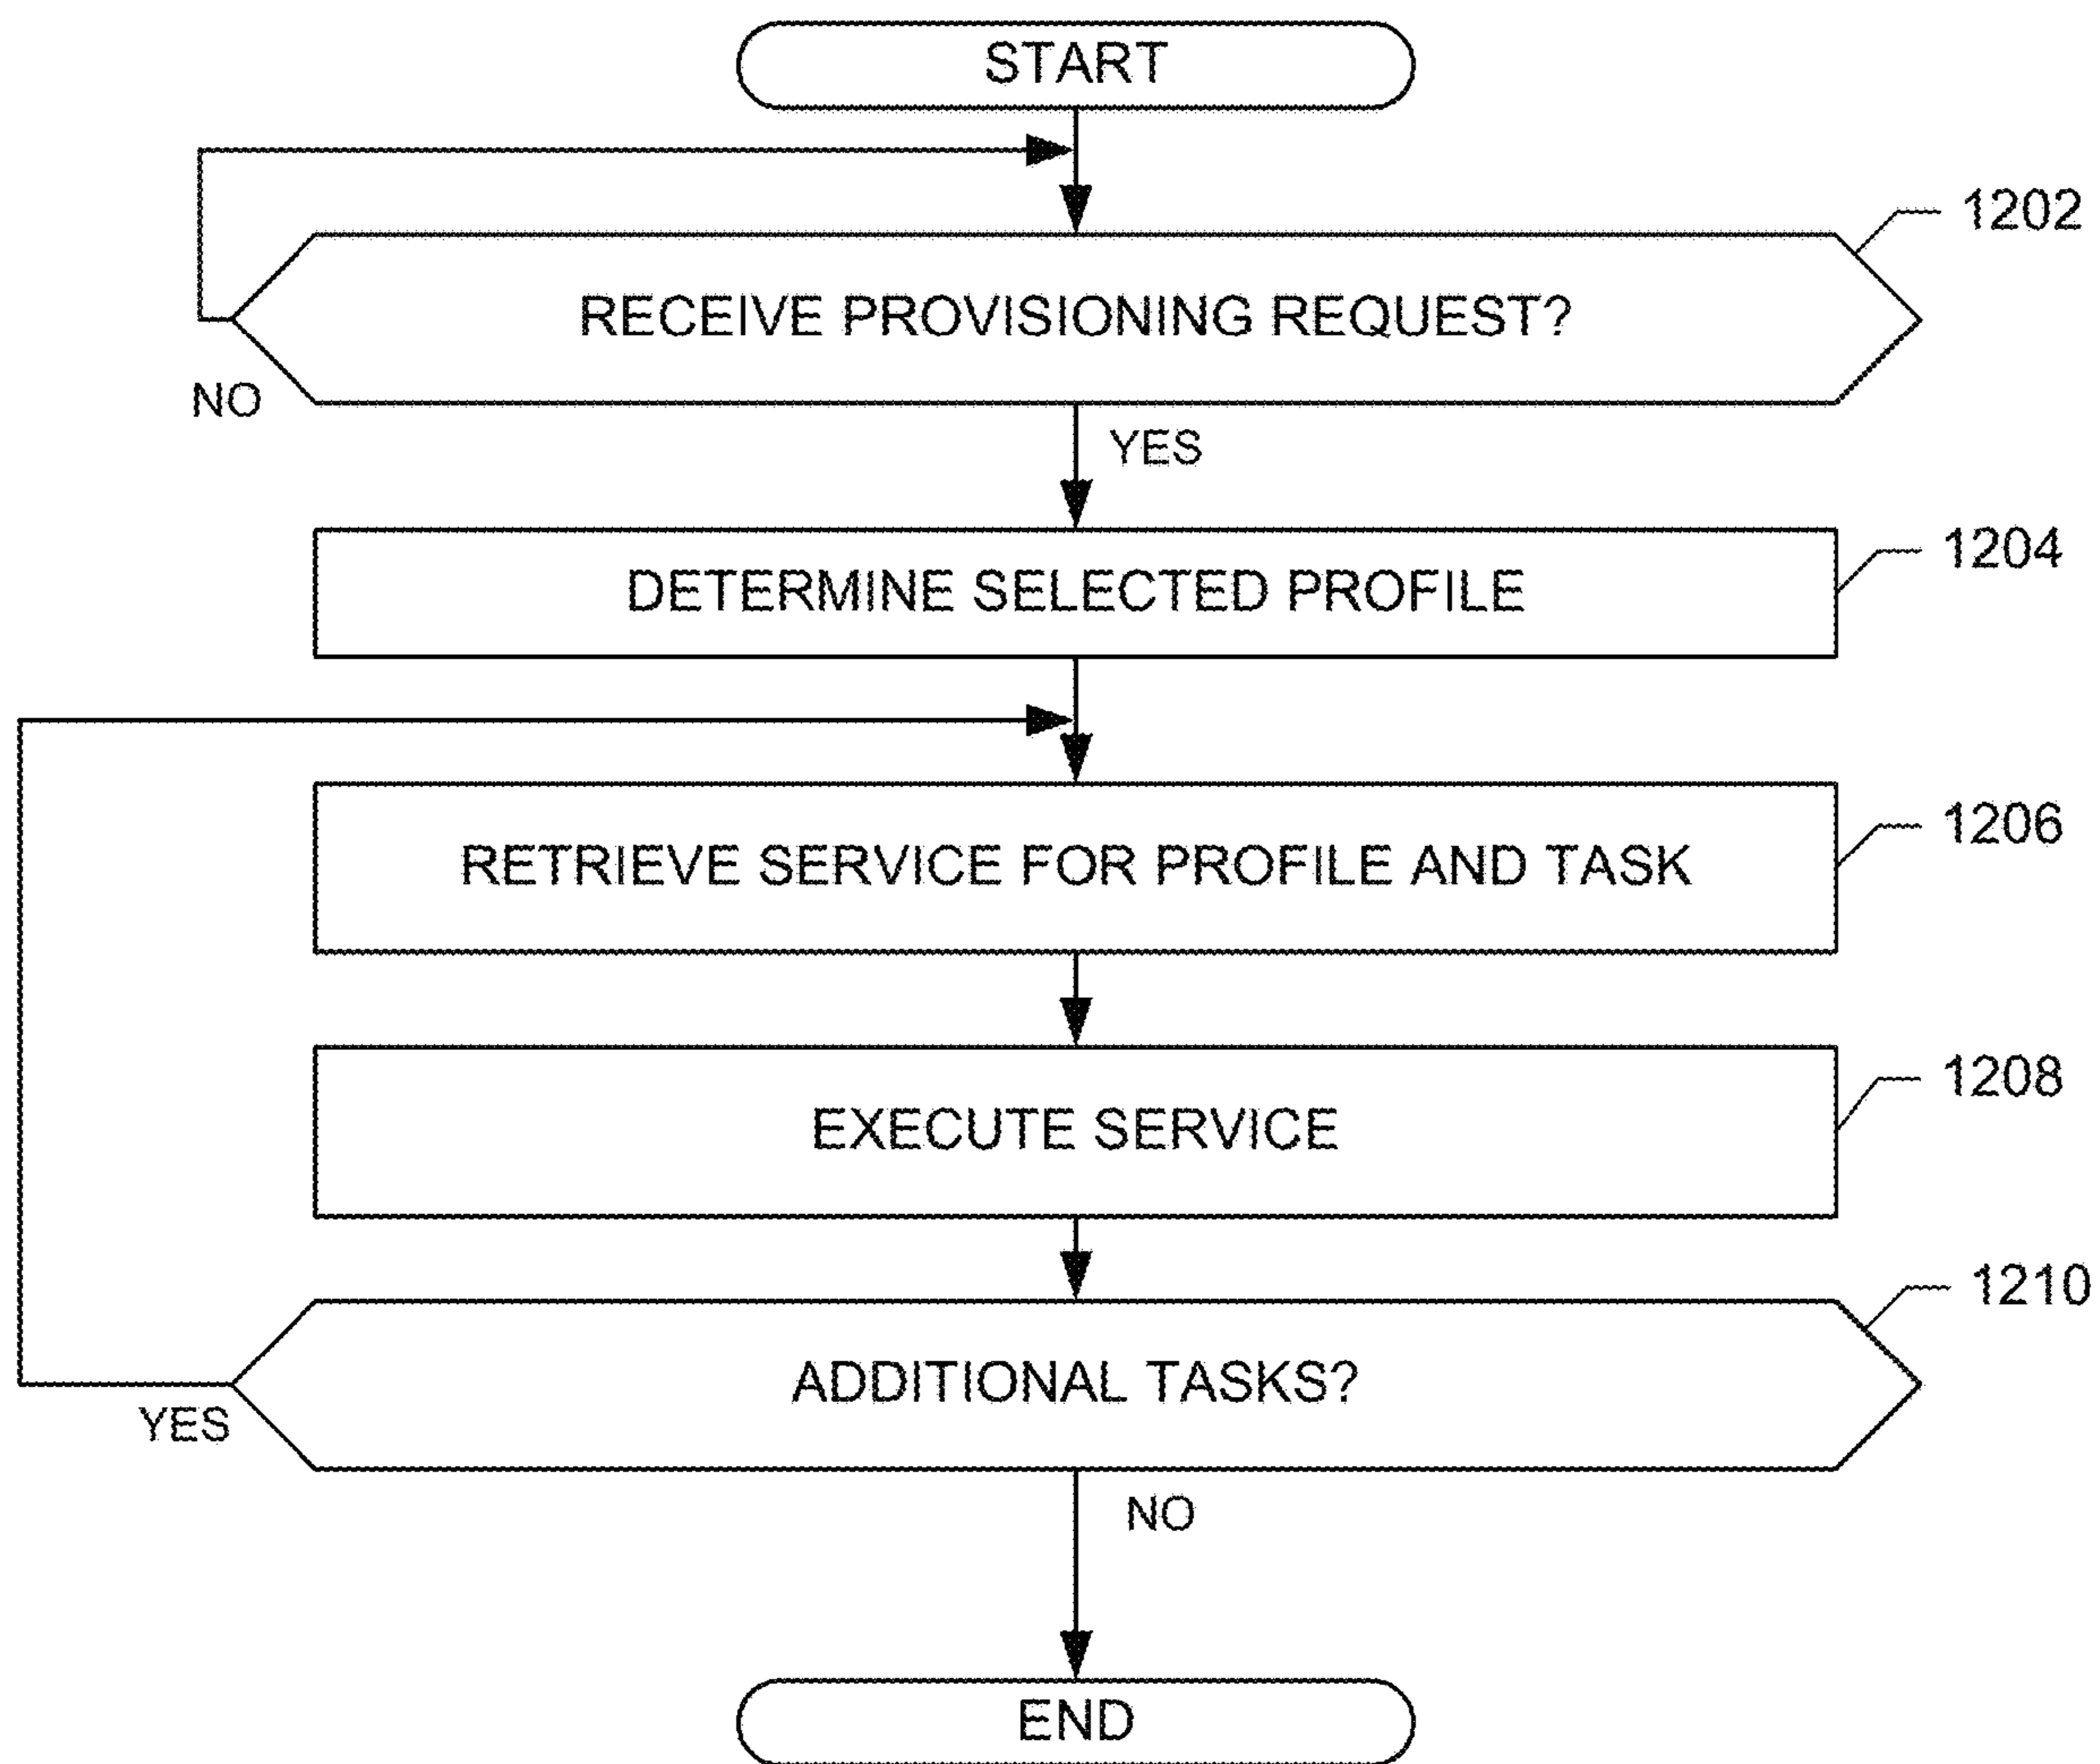 START
1202
RECEIVE PROVISIONING REQUEST?
NO
YES
1204
DETERMINE SELECTED PROFILE
1206
RETRIEVE SERVICE FOR PROFILE AND TASK
1208
EXECUTE SERVICE
1210
ADDITIONAL TASKS?
YES
NO
END